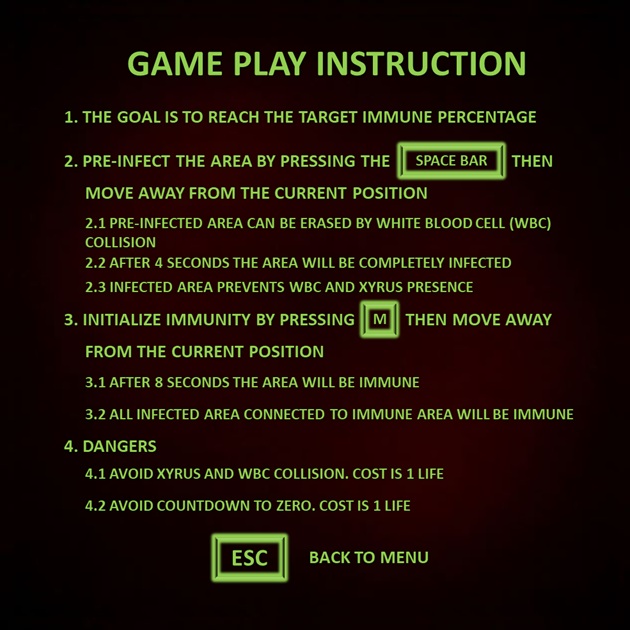 GAME PLAY INSTRUCTION
1. THE GOAL IS TO REACH THE TARGET IMMUNE PERCENTAGE
2. PRE-INFECT THE AREA BY PRESSING THE SPACE BAR THEN
MOVE AWAY FROM THE CURRENT POSITION
2.1 PRE-INFECTED AREA CAN BE ERASED BY WHITE BLOOD CELL (WBC)
COLLISION
2.2 AFTER 4 SECONDS THE AREA WILL BE COMPLETELY INFECTED
2.3 INFECTED AREA PREVENTS WBC AND XYRUS PRESENCE
3. INITIALIZE IMMUNITY BY PRESSING M THEN MOVE AWAY
FROM THE CURRENT POSITION
3.1 AFTER 8 SECONDS THE AREA WILL BE IMMUNE
3.2 ALL INFECTED AREA CONNECTED TO IMMUNE AREA WILL BE IMMUNE
4. DANGERS
4.1 AVOID XYRUS AND WBC COLLISION. COST IS 1 LIFE
4.2 AVOID COUNTDOWN TO ZERO. COST IS 1 LIFE
ESC BACK TO MENU